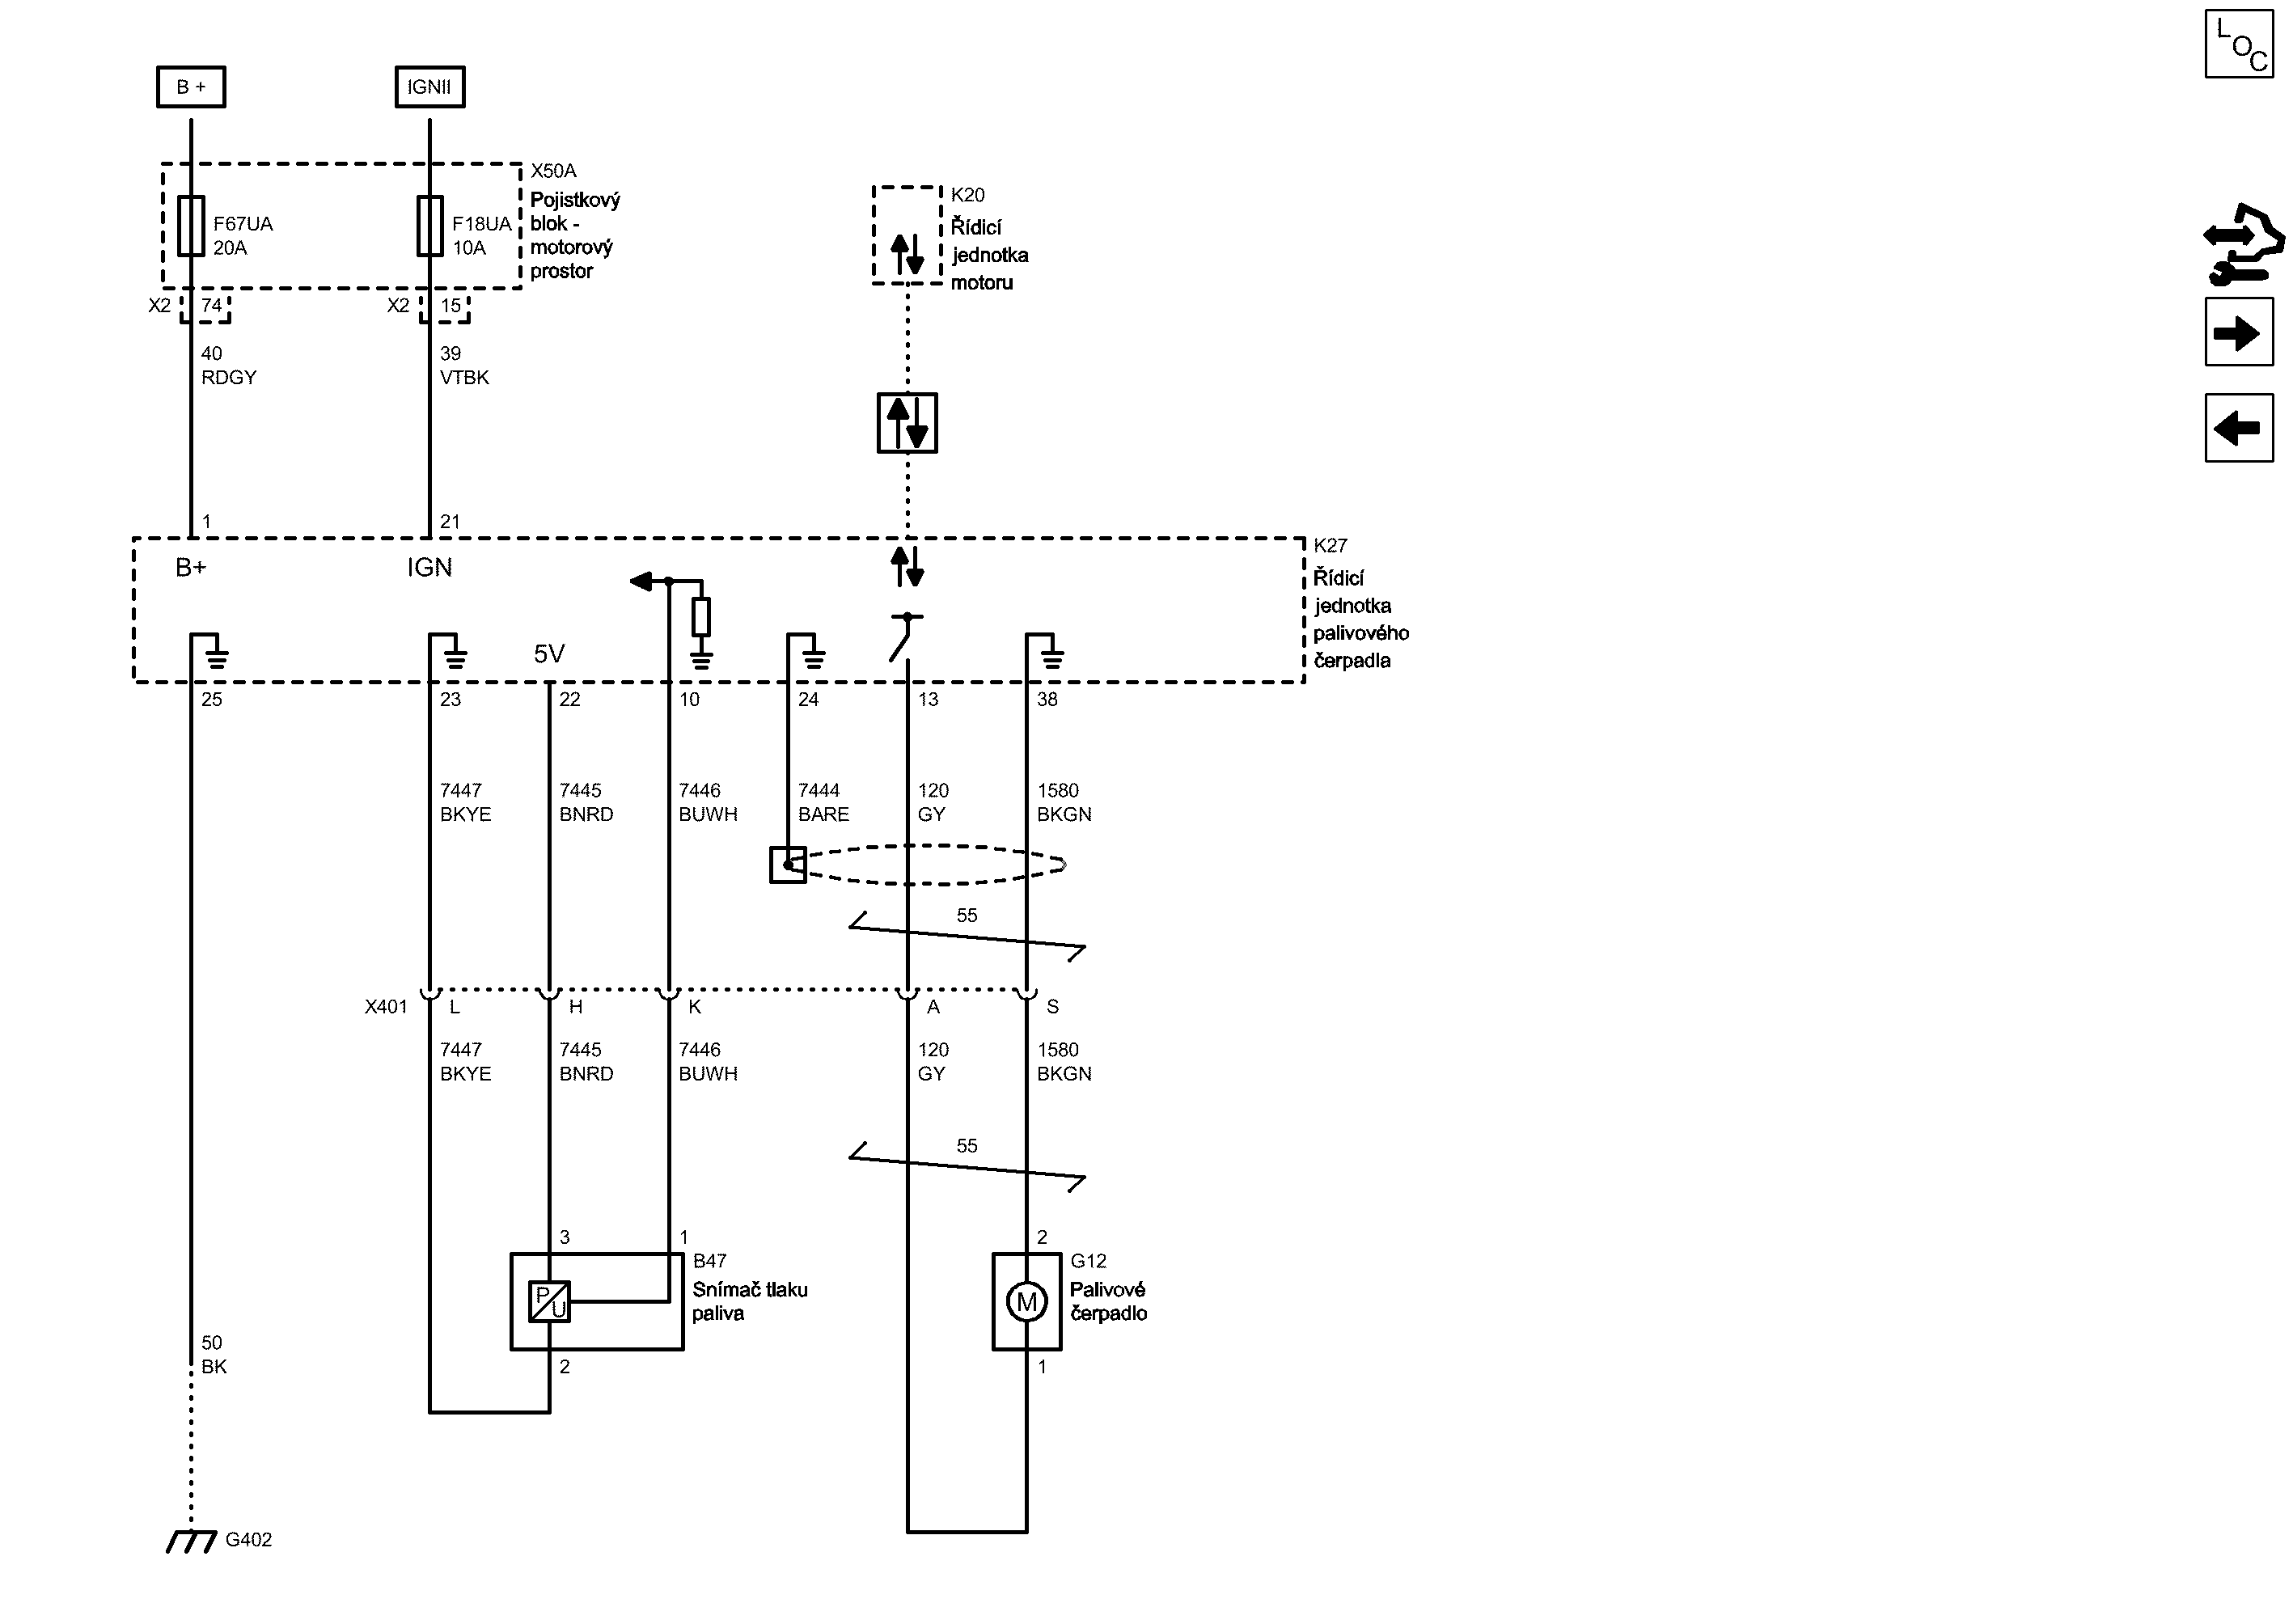 LOC
B +
IGNII
X50A
Pojistkový
blok -
motorový
prostor
F67UA
20A
F18UA
10A
X2
74
X2
15
40
RDGY
39
VTBK
K20
Řídicí
jednotka
motoru
1
21
B+
IGN
5V
K27
Řídicí
jednotka
palivového
čerpadla
25
23
22
10
24
13
38
7447
BKYE
7445
BNRD
7446
BUWH
7444
BARE
120
GY
1580
BKGN
55
X401
L
H
K
A
S
7447
BKYE
7445
BNRD
7446
BUWH
120
GY
1580
BKGN
55
3
1
B47
Snímač tlaku
paliva
P
U
2
2
G12
Palivové
čerpadlo
M
1
50
BK
G402